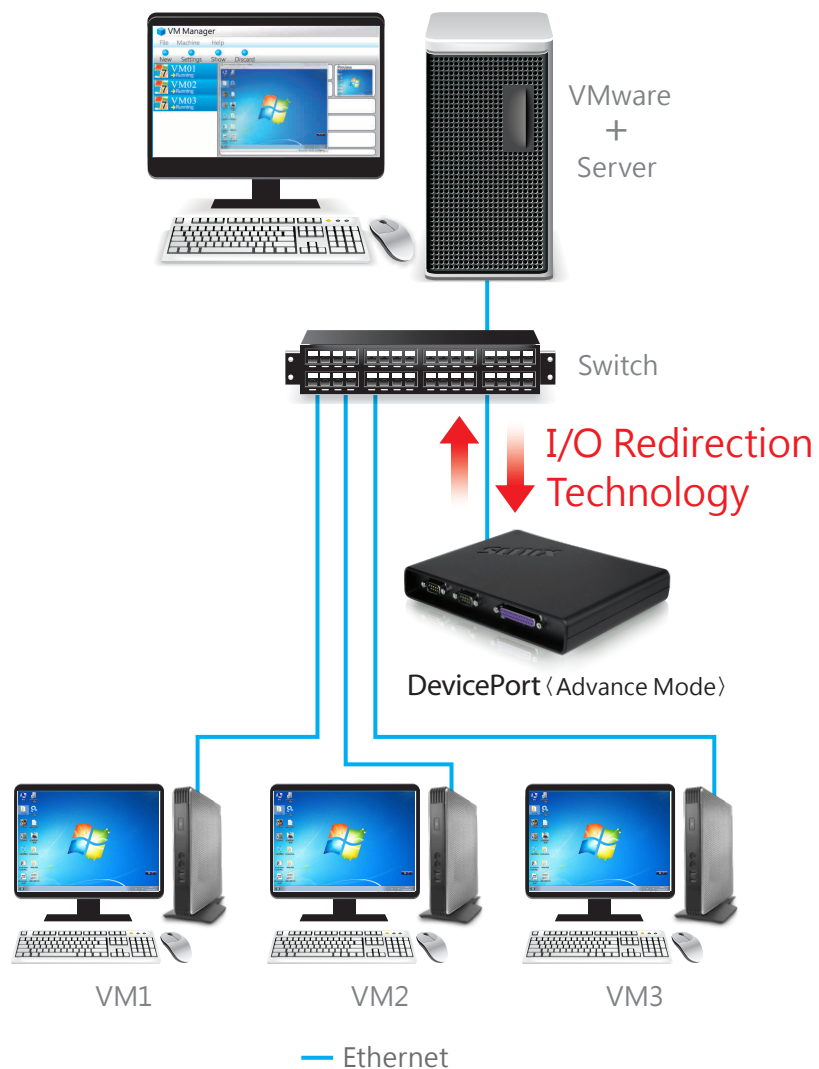 VM Manager
File Machine Help
New Settings Show Discard
Preview
VM01
Running
VM02
Running
VM03
Running
VMware
+
Server
Switch
I/O Redirection
Technology
SUNIX
DevicePort〈Advance Mode〉
VM1
VM2
VM3
Ethernet